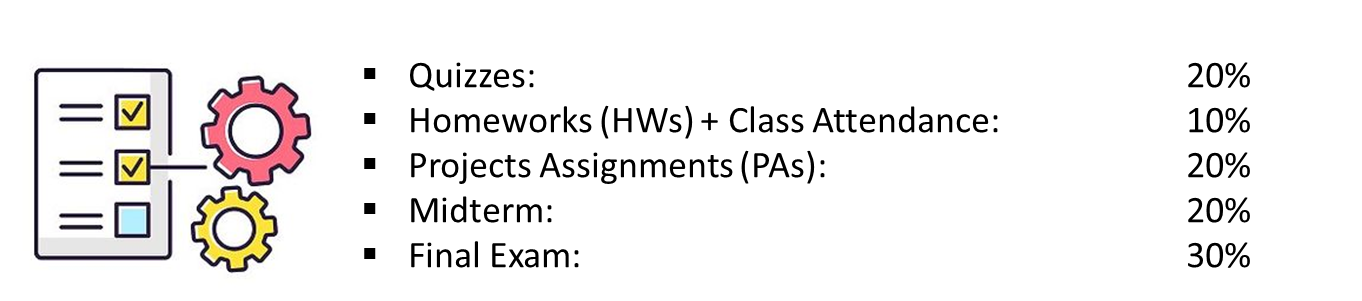 ▪ Quizzes: 20%
▪ Homeworks (HWs) + Class Attendance: 10%
▪ Projects Assignments (PAs): 20%
▪ Midterm: 20%
▪ Final Exam: 30%